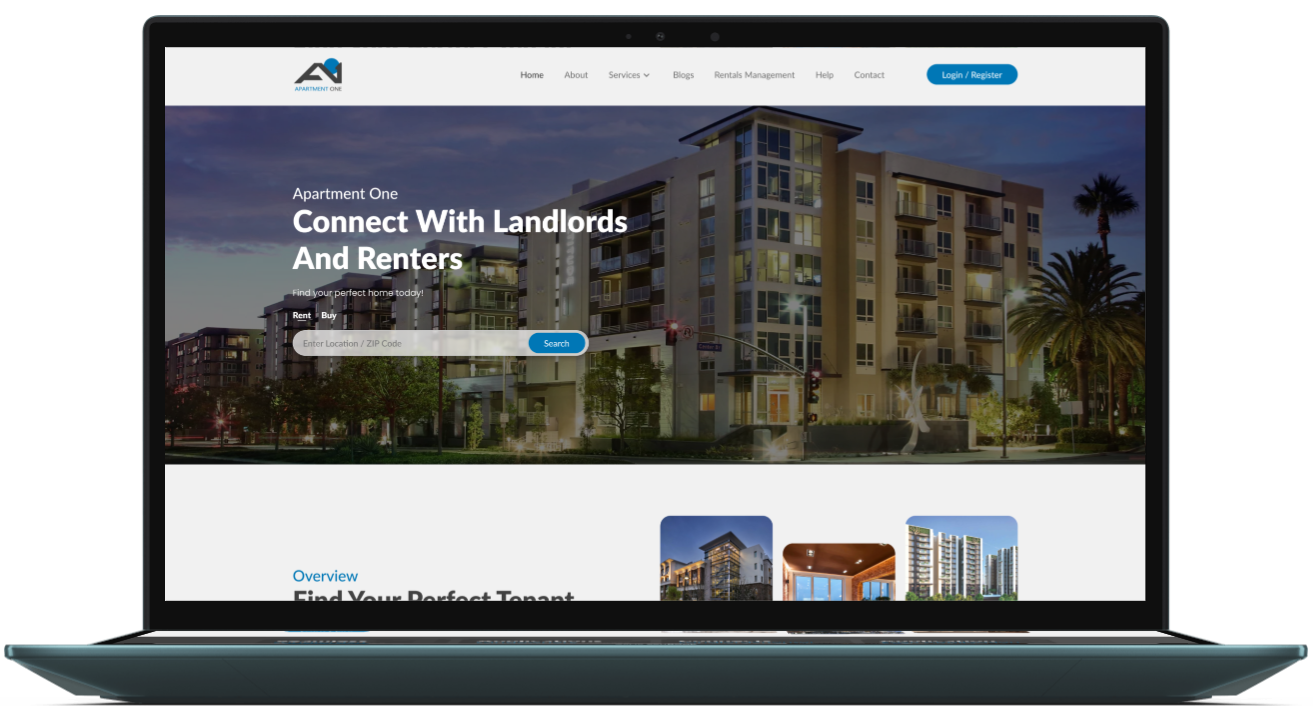 APARTMENT ONE
Home About Services Blogs Rentals Management Help Contact Login / Register
Apartment One
Connect With Landlords
And Renters
Find your perfect home today!
Rent Buy
Enter Location / ZIP Code Search
Overview
Find Your Perfect Tenant